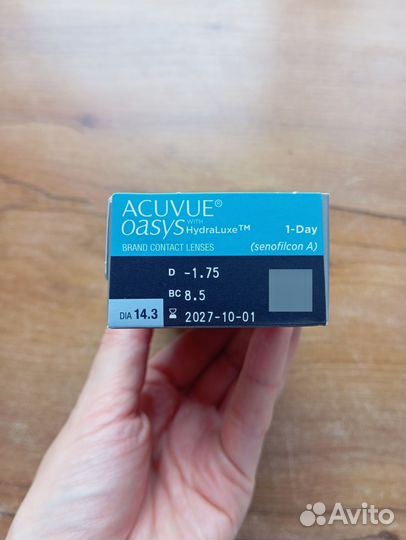 ACUVUE®
oasys WITH HydraLuxe™ 1-Day
BRAND CONTACT LENSES (senofilcon A)
D -1.75
BC 8.5
DIA 14.3 2027-10-01
Avito